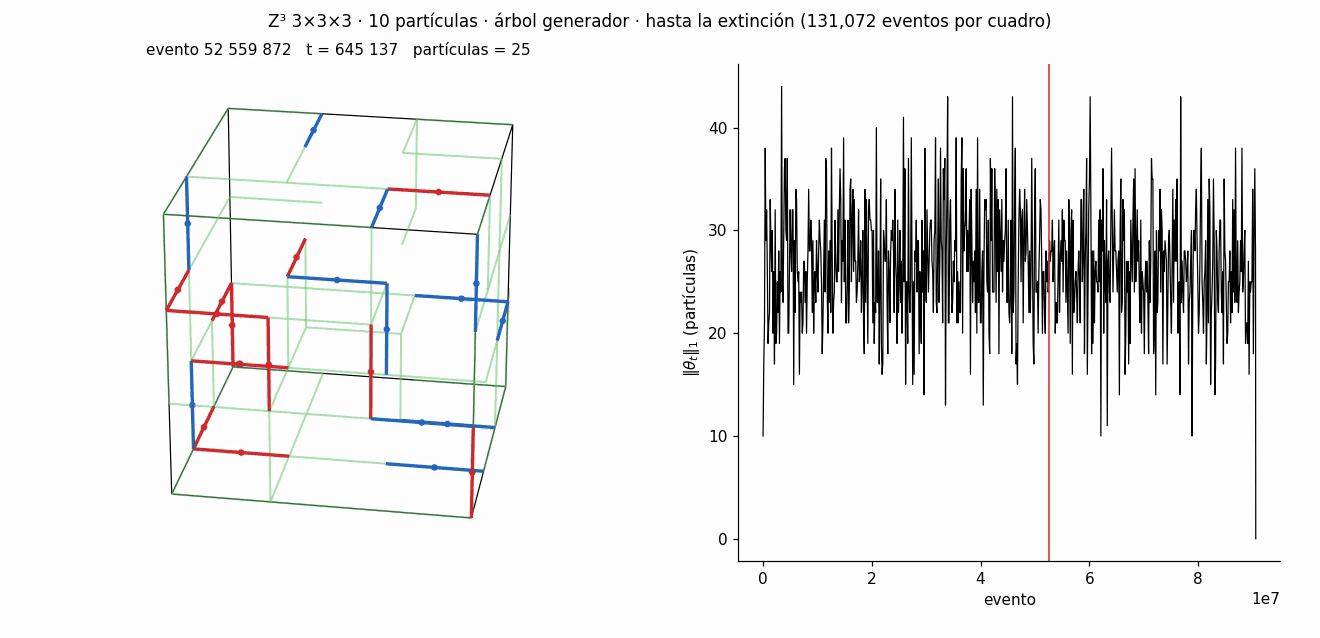 Z³ 3×3×3 · 10 partículas · árbol generador · hasta la extinción (131,072 eventos por cuadro)
evento 52 559 872   t = 645 137   partículas = 25
‖θₜ‖₁ (partículas)
40
30
20
10
0
0 2 4 6 8
1e7
evento